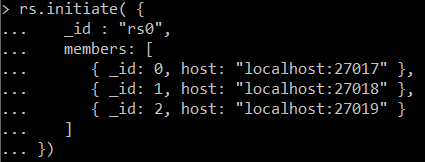 > rs.initiate( {
...    _id : "rs0",
...    members: [
...       { _id: 0, host: "localhost:27017" },
...       { _id: 1, host: "localhost:27018" },
...       { _id: 2, host: "localhost:27019" }
...    ]
... })